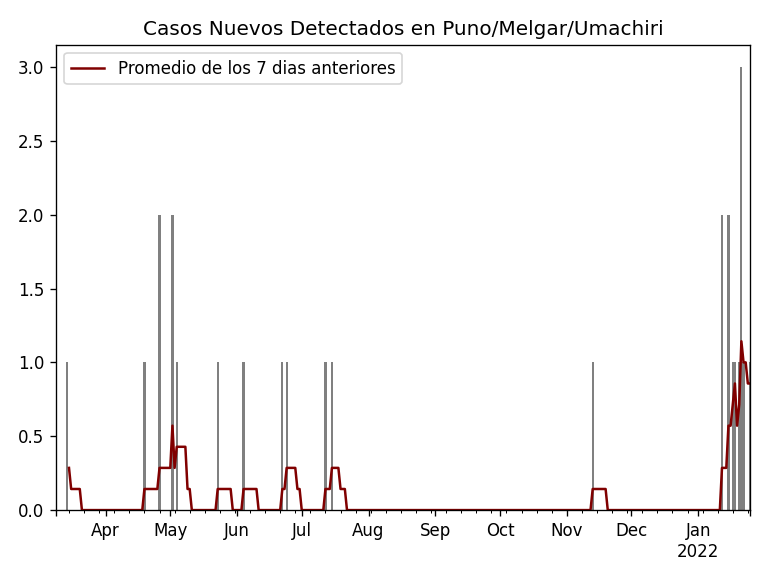 Casos Nuevos Detectados en Puno/Melgar/Umachiri
Promedio de los 7 dias anteriores
3.0
2.5
2.0
1.5
1.0
0.5
0.0
Apr May Jun Jul Aug Sep Oct Nov Dec Jan
2022